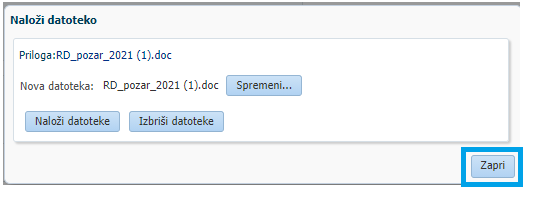 Naloži datoteko
Priloga:RD_pozar_2021 (1).doc
Nova datoteka: RD_pozar_2021 (1).doc Spremeni...
Naloži datoteke Izbriši datoteke
Zapri